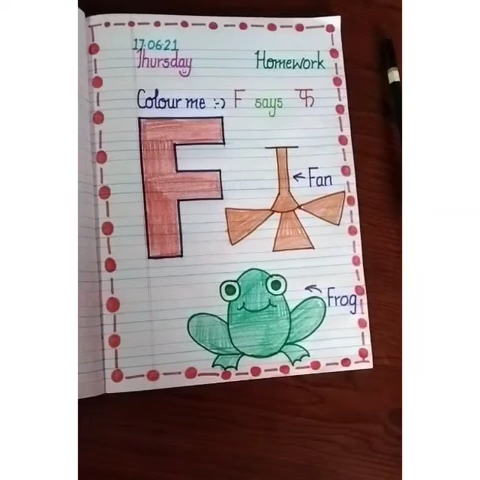 17.06.21
Thursday Homework
Colour me :-) F says फ
F
Fan
Frog